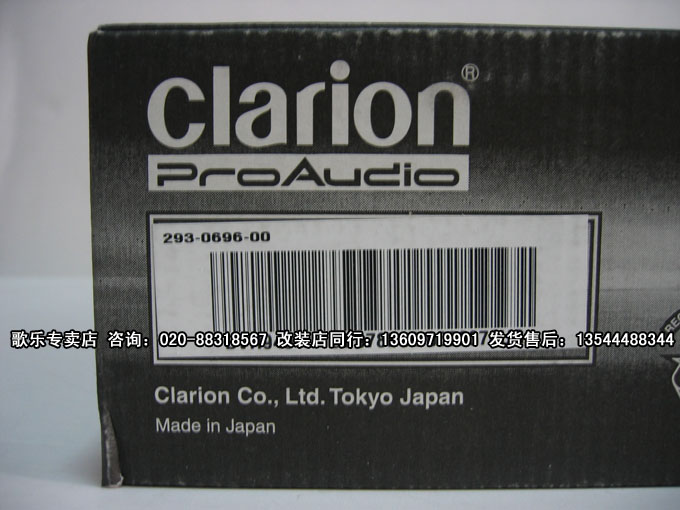 Clarion®
ProAudio
293-0696-00
歌乐专卖店 咨询：020-88318567 改装店同行：13609719901 发货售后：13544488344
Clarion Co., Ltd. Tokyo Japan
Made in Japan